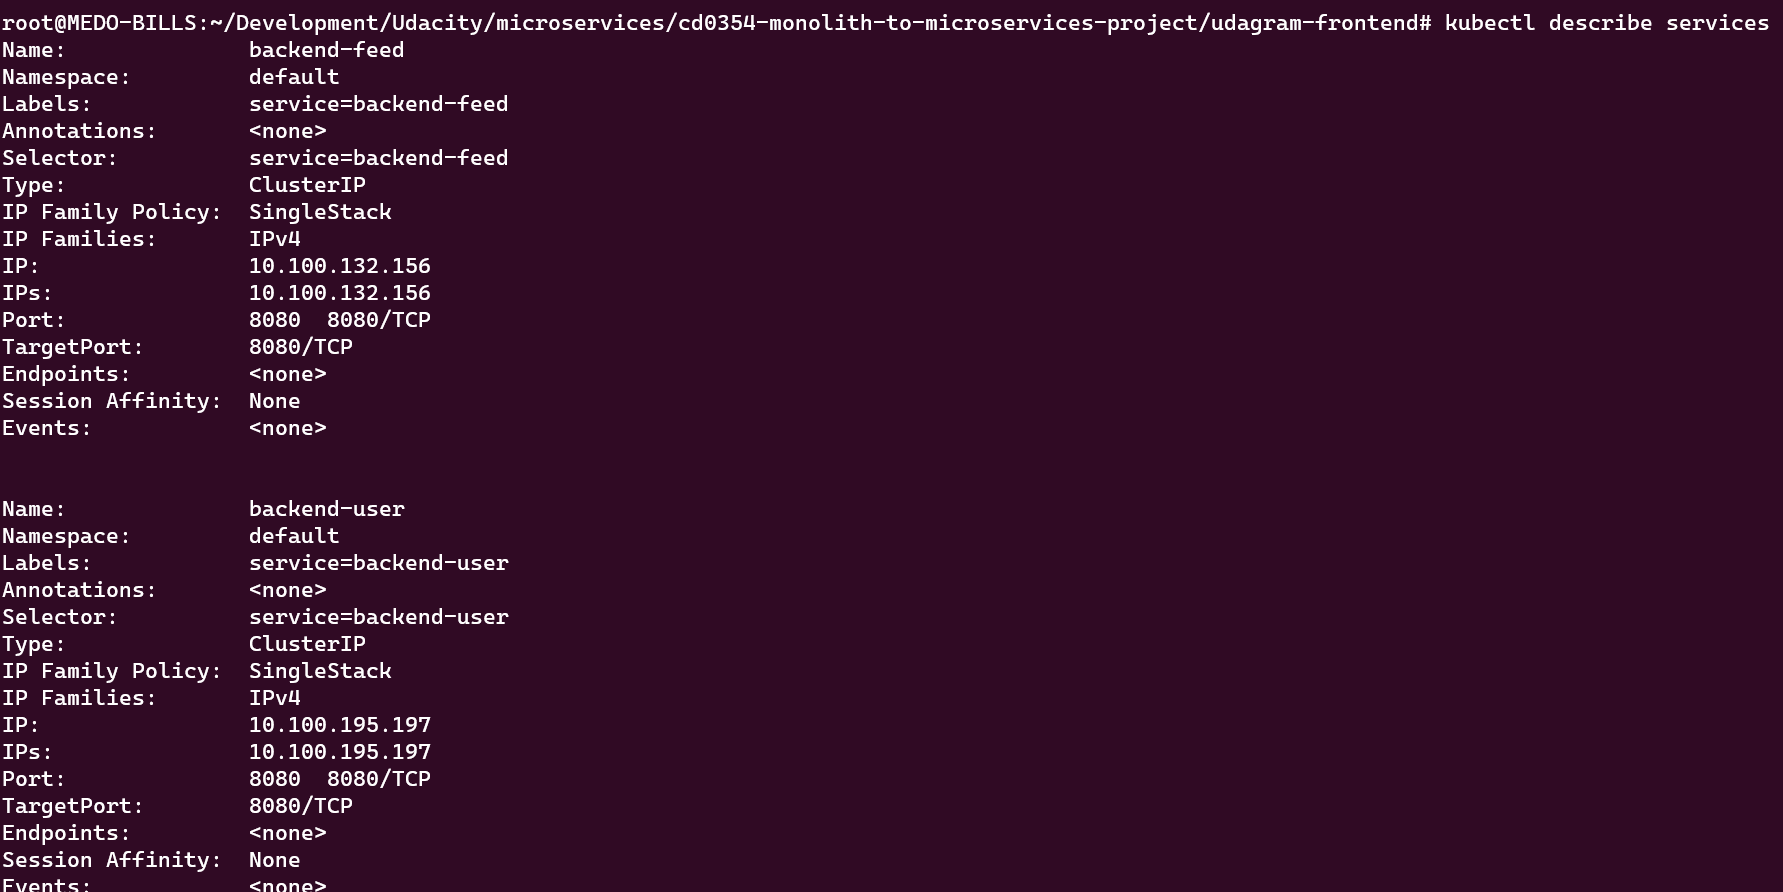 root@MEDO-BILLS:~/Development/Udacity/microservices/cd0354-monolith-to-microservices-project/udagram-frontend# kubectl describe services
Name:              backend-feed
Namespace:         default
Labels:            service=backend-feed
Annotations:       <none>
Selector:          service=backend-feed
Type:              ClusterIP
IP Family Policy:  SingleStack
IP Families:       IPv4
IP:                10.100.132.156
IPs:               10.100.132.156
Port:              8080  8080/TCP
TargetPort:        8080/TCP
Endpoints:         <none>
Session Affinity:  None
Events:            <none>
Name:              backend-user
Namespace:         default
Labels:            service=backend-user
Annotations:       <none>
Selector:          service=backend-user
Type:              ClusterIP
IP Family Policy:  SingleStack
IP Families:       IPv4
IP:                10.100.195.197
IPs:               10.100.195.197
Port:              8080  8080/TCP
TargetPort:        8080/TCP
Endpoints:         <none>
Session Affinity:  None
Events:            <none>